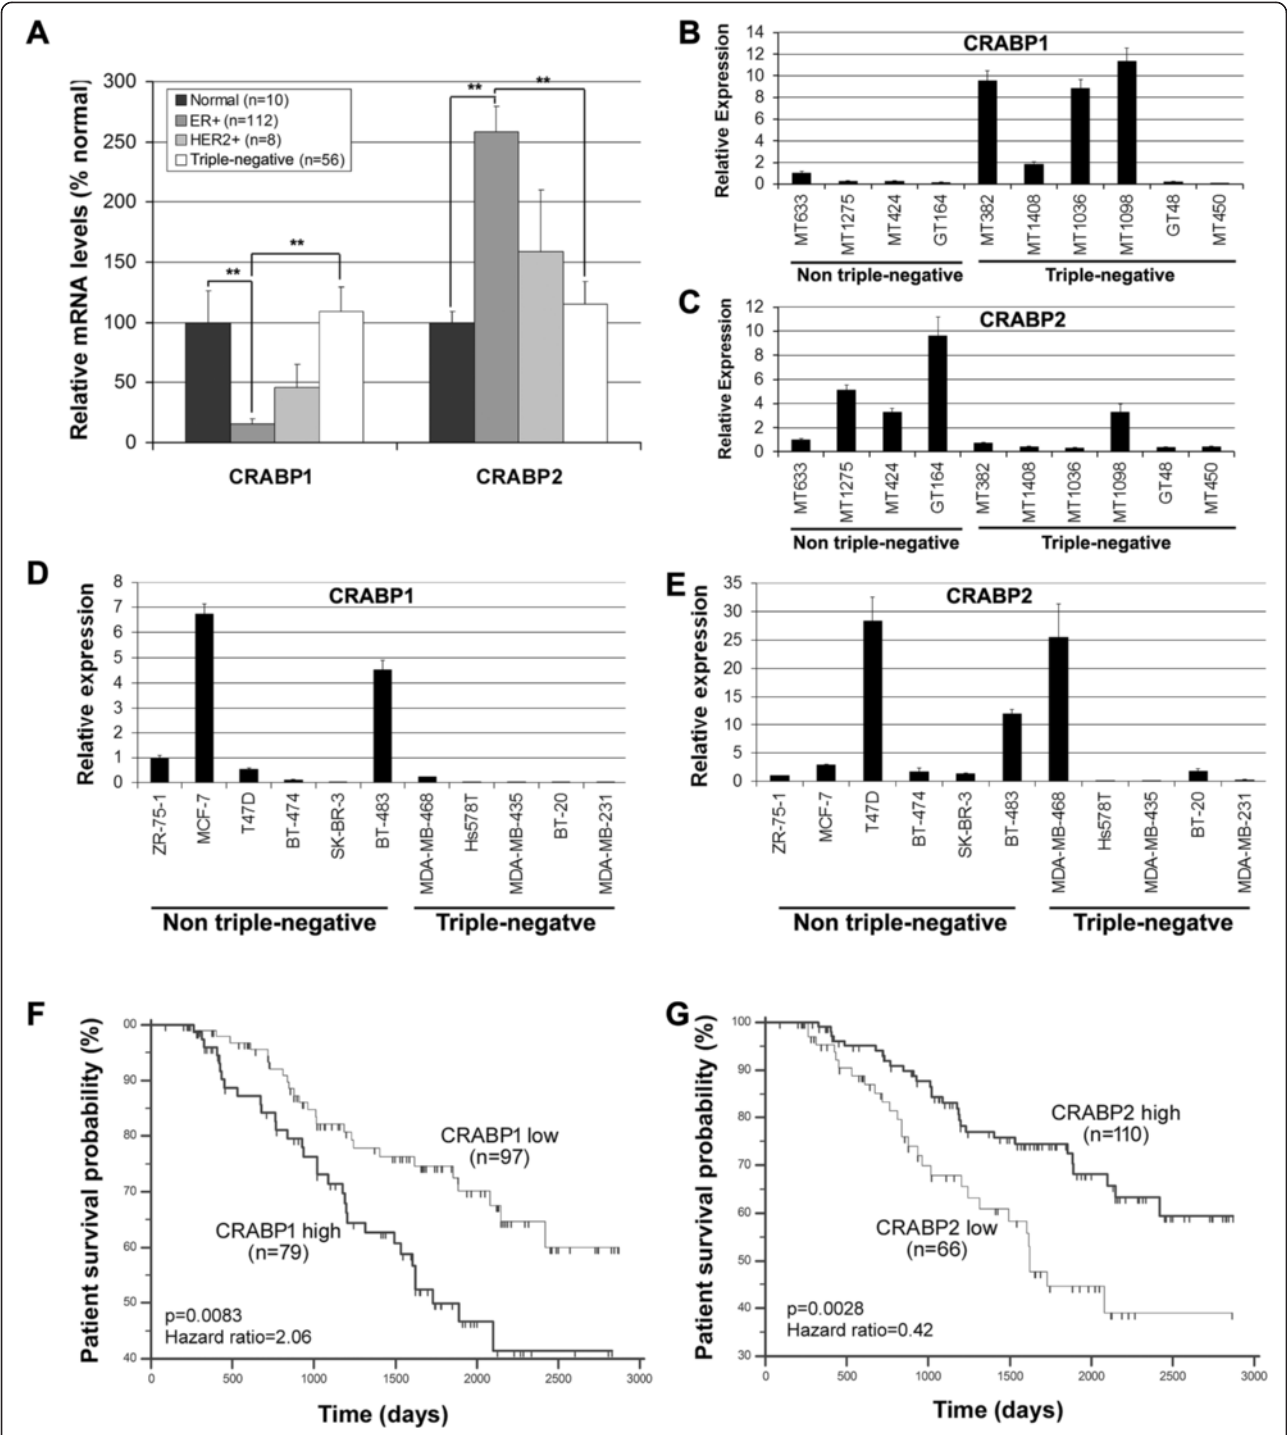 A
Relative mRNA levels (% normal)
300
250
200
150
100
50
0
Normal (n=10)
ER+ (n=112)
HER2+ (n=8)
Triple-negative (n=56)
**
**
**
**
CRABP1
CRABP2
B
Relative Expression
CRABP1
14
12
10
8
6
4
2
0
MT633
MT1275
MT424
GT164
MT382
MT1408
MT1036
MT1098
GT48
MT450
Non triple-negative
Triple-negative
C
Relative Expression
CRABP2
12
10
8
6
4
2
0
MT633
MT1275
MT424
GT164
MT382
MT1408
MT1036
MT1098
GT48
MT450
Non triple-negative
Triple-negative
D
Relative expression
CRABP1
8
7
6
5
4
3
2
1
0
ZR-75-1
MCF-7
T47D
BT-474
SK-BR-3
BT-483
MDA-MB-468
Hs578T
MDA-MB-435
BT-20
MDA-MB-231
Non triple-negative
Triple-negatve
E
Relative expression
CRABP2
35
30
25
20
15
10
5
0
ZR-75-1
MCF-7
T47D
BT-474
SK-BR-3
BT-483
MDA-MB-468
Hs578T
MDA-MB-435
BT-20
MDA-MB-231
Non triple-negative
Triple-negative
F
Patient survival probability (%)
00
90
80
70
60
50
40
CRABP1 low
(n=97)
CRABP1 high
(n=79)
p=0.0083
Hazard ratio=2.06
0
500
1000
1500
2000
2500
3000
Time (days)
G
Patient survival probability (%)
100
90
80
70
60
50
40
30
CRABP2 high
(n=110)
CRABP2 low
(n=66)
p=0.0028
Hazard ratio=0.42
0
500
1000
1500
2000
2500
3000
Time (days)